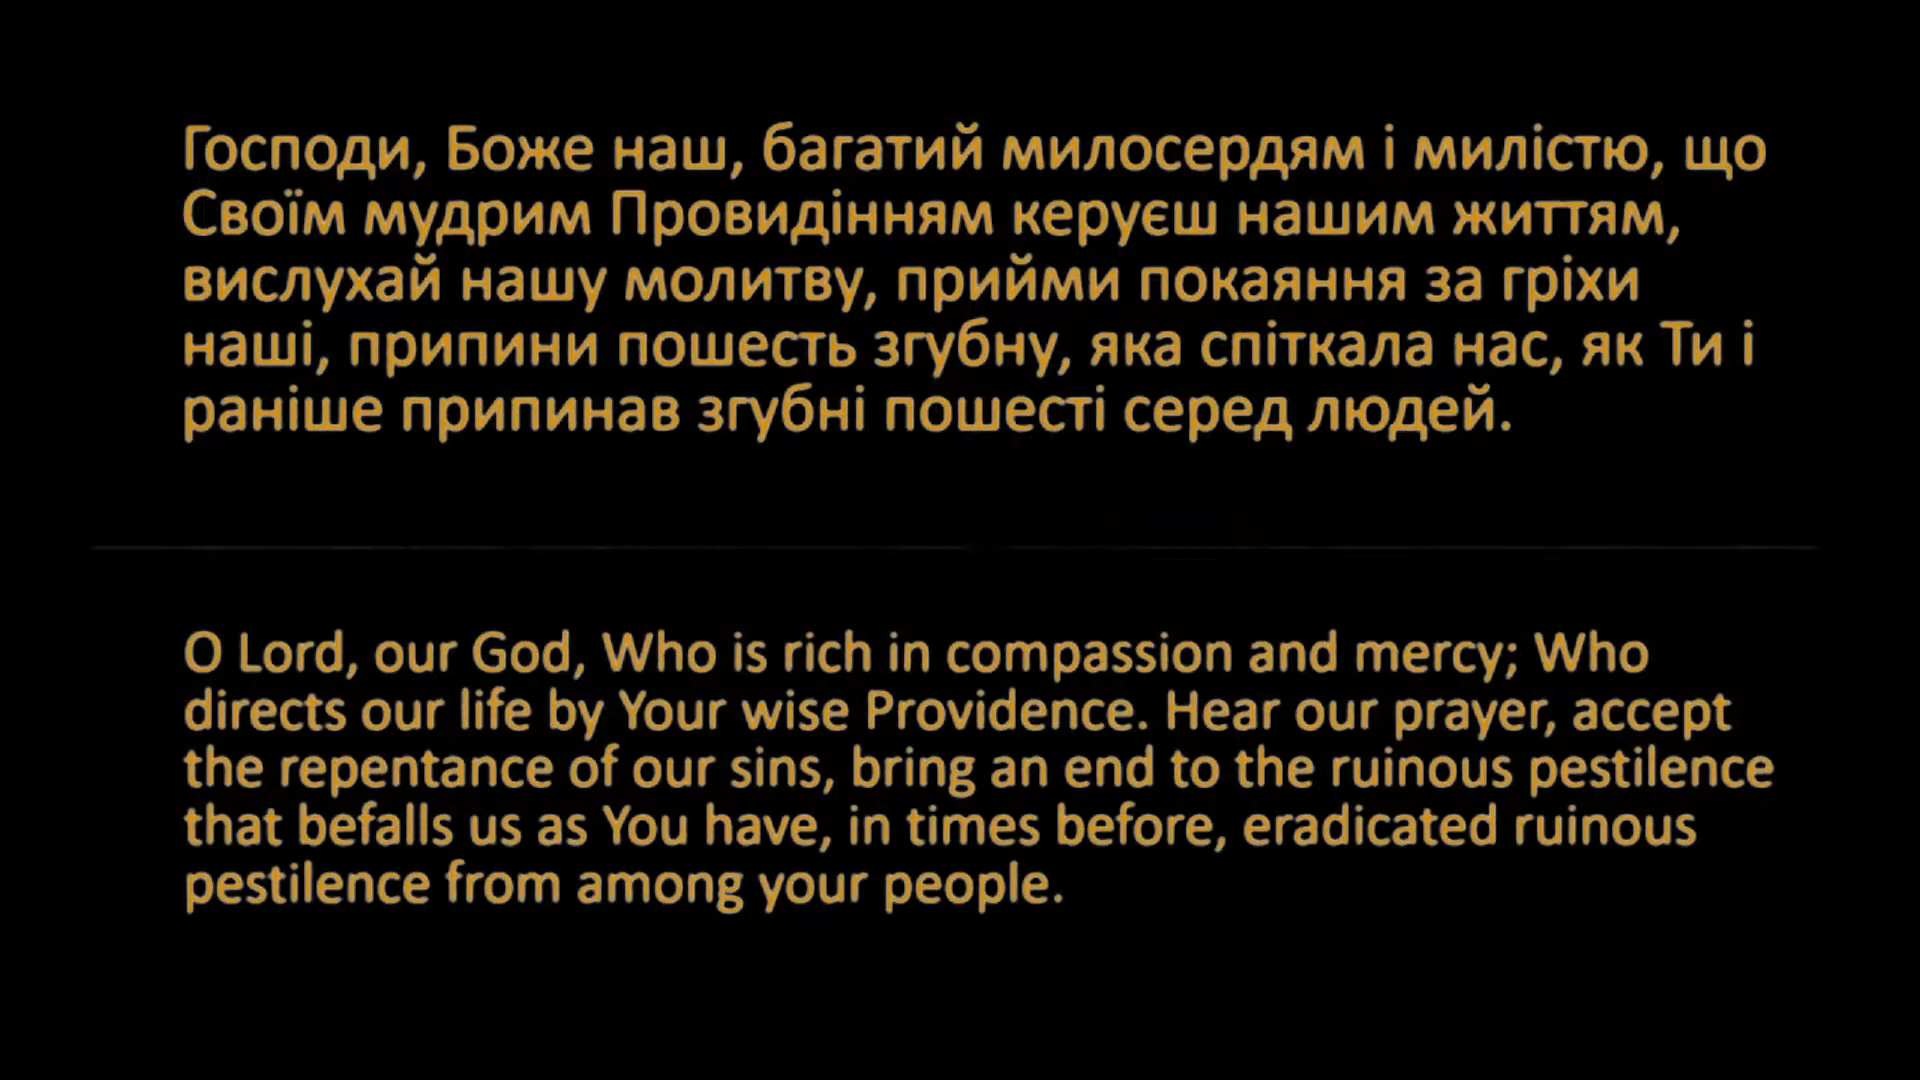 Господи, Боже наш, багатий милосердям і милістю, що
Своїм мудрим Провидінням керуєш нашим життям,
вислухай нашу молитву, прийми покаяння за гріхи
наші, припини пошесть згубну, яка спіткала нас, як Ти і
раніше припинав згубні пошесті серед людей.
O Lord, our God, Who is rich in compassion and mercy; Who
directs our life by Your wise Providence. Hear our prayer, accept
the repentance of our sins, bring an end to the ruinous pestilence
that befalls us as You have, in times before, eradicated ruinous
pestilence from among your people.